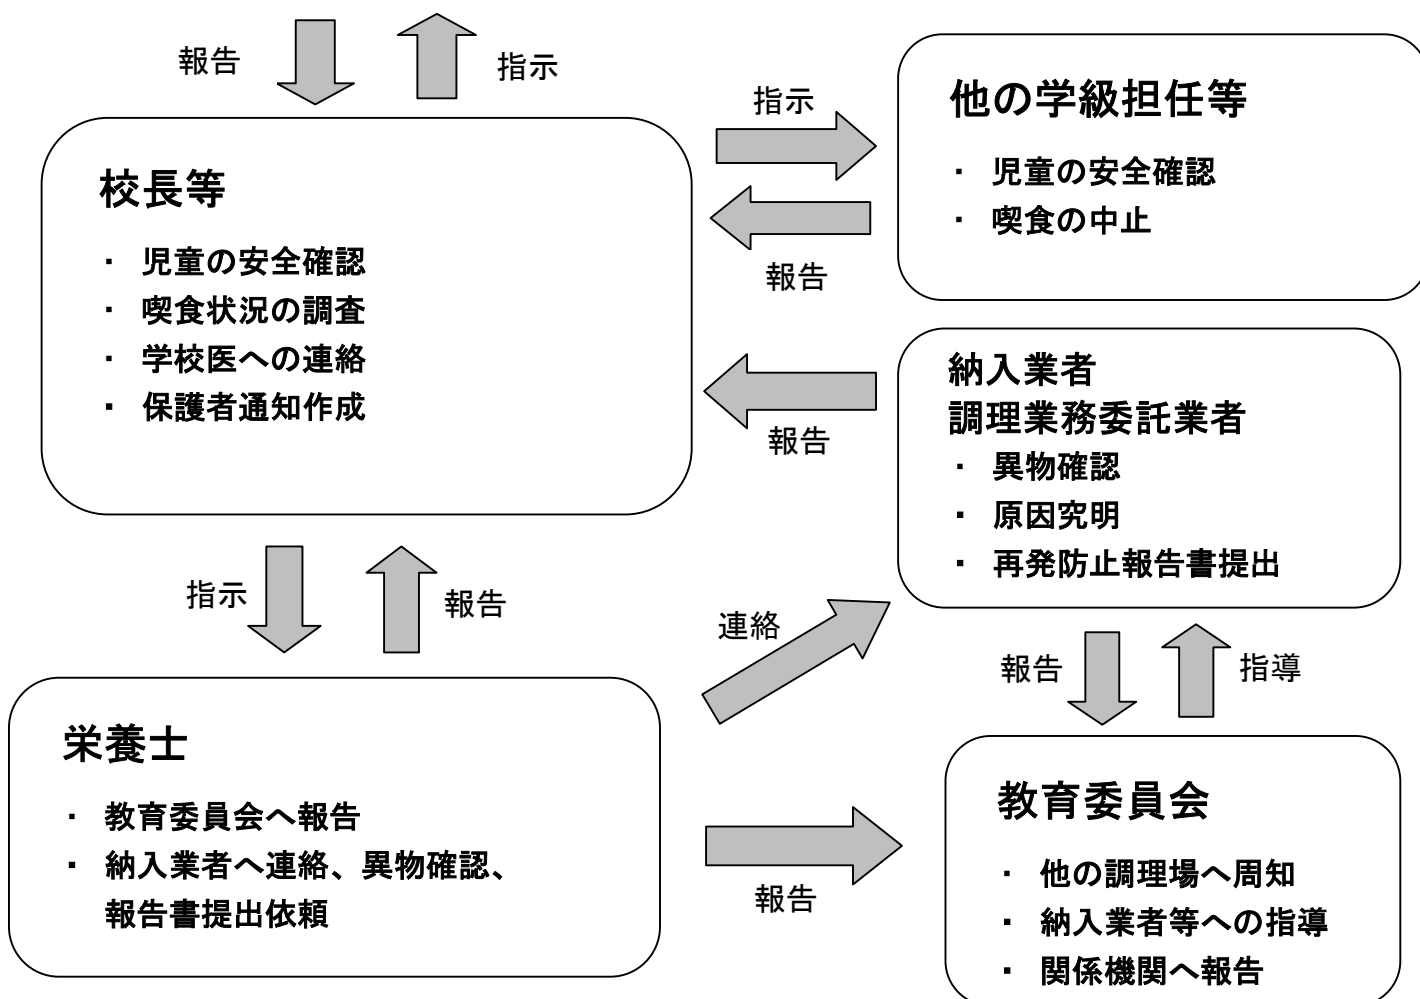 報告
指示
校長等
・ 児童の安全確認
・ 喫食状況の調査
・ 学校医への連絡
・ 保護者通知作成
指示
報告
他の学級担任等
・ 児童の安全確認
・ 喫食の中止
報告
納入業者
調理業務委託業者
・ 異物確認
・ 原因究明
・ 再発防止報告書提出
指示
報告
連絡
報告
指導
栄養士
・ 教育委員会へ報告
・ 納入業者へ連絡、異物確認、
報告書提出依頼
報告
教育委員会
・ 他の調理場へ周知
・ 納入業者等への指導
・ 関係機関へ報告